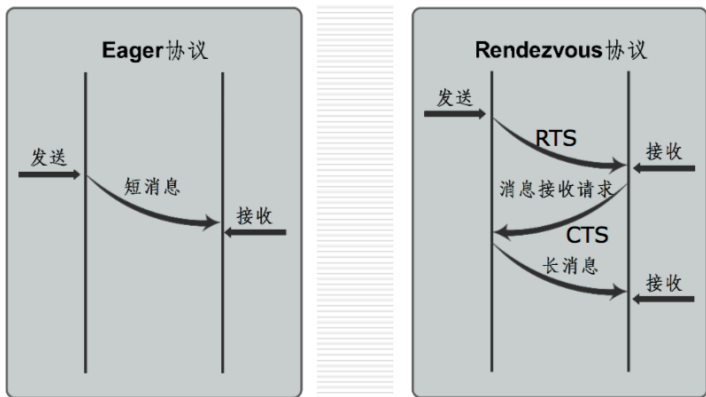 Eager协议
发送
短消息
接收
Rendezvous协议
发送
RTS
接收
消息接收请求
CTS
长消息
接收